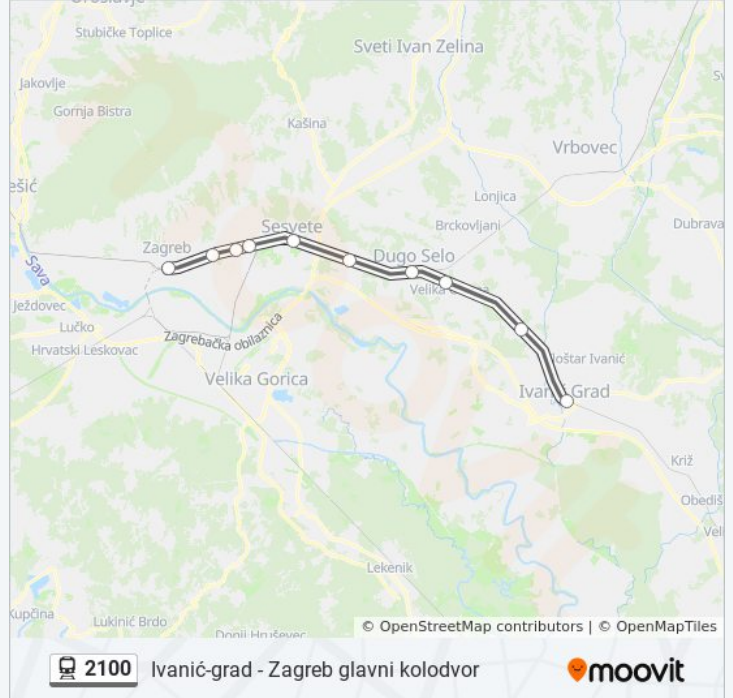 Stubičke Toplice
Sveti Ivan Zelina
Jakovlje
Gornja Bistra
Kašina
Vrbovec
Lonjica
Brckovljani
Dubrava
Sesvete
Zagreb
Dugo Selo
Sava
Velika
Ježdovec
Lučko
Zagrebačka obilaznica
Hrvatski Leskovac
Ivanić
Velika Gorica
Grad
Križ
Lekenik
Lukinić Brdo
© OpenStreetMap contributors | © OpenMapTiles
2100 Ivanić-grad - Zagreb glavni kolodvor
moovit